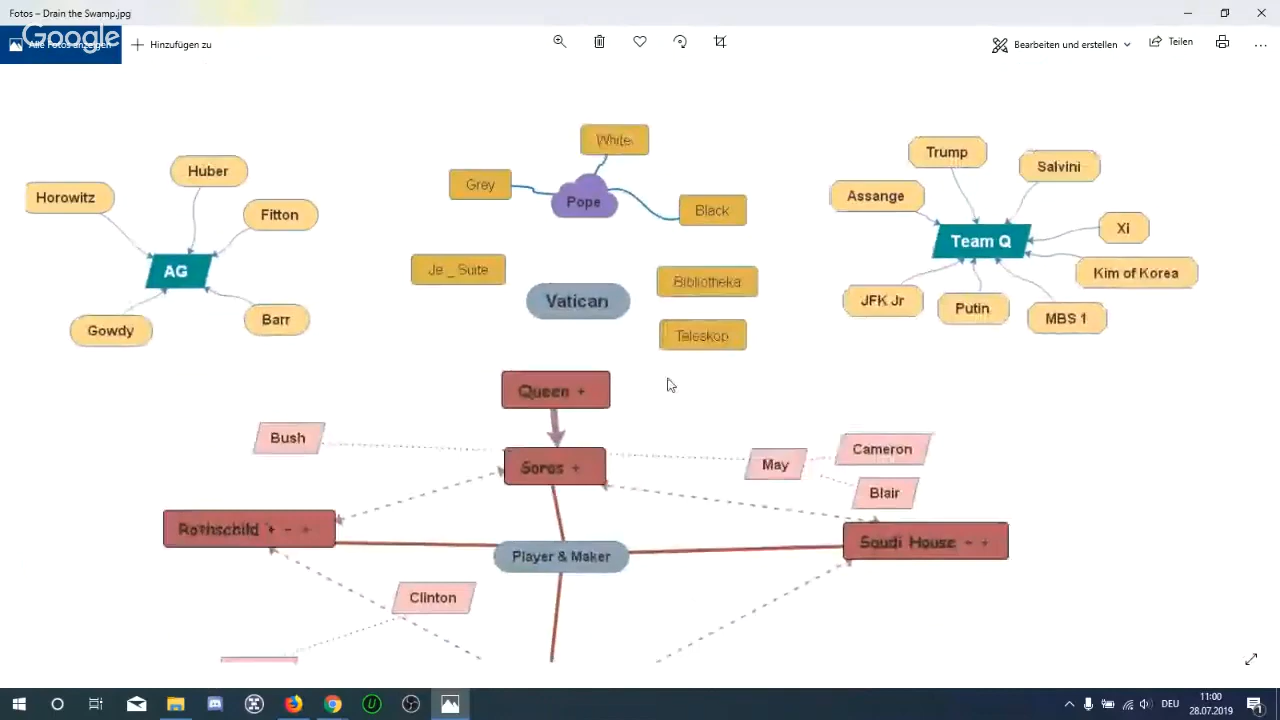 Fotos – Drain the Swamp.jpg
Google
Alle Fotos anzeigen
Hinzufügen zu
Bearbeiten und erstellen
Teilen
White
Trump
Huber
Salvini
Horowitz
Grey
Pope
Assange
Fitton
Black
Xi
Team Q
AG
Je _ Suite
Bibliotheka
Kim of Korea
Vatican
JFK Jr
Putin
MBS 1
Gowdy
Barr
Teleskop
Queen +
Bush
Soros +
May
Cameron
Blair
Rothschild + - +
Player & Maker
Saudi House - +
Clinton
11:00
DEU
28.07.2019